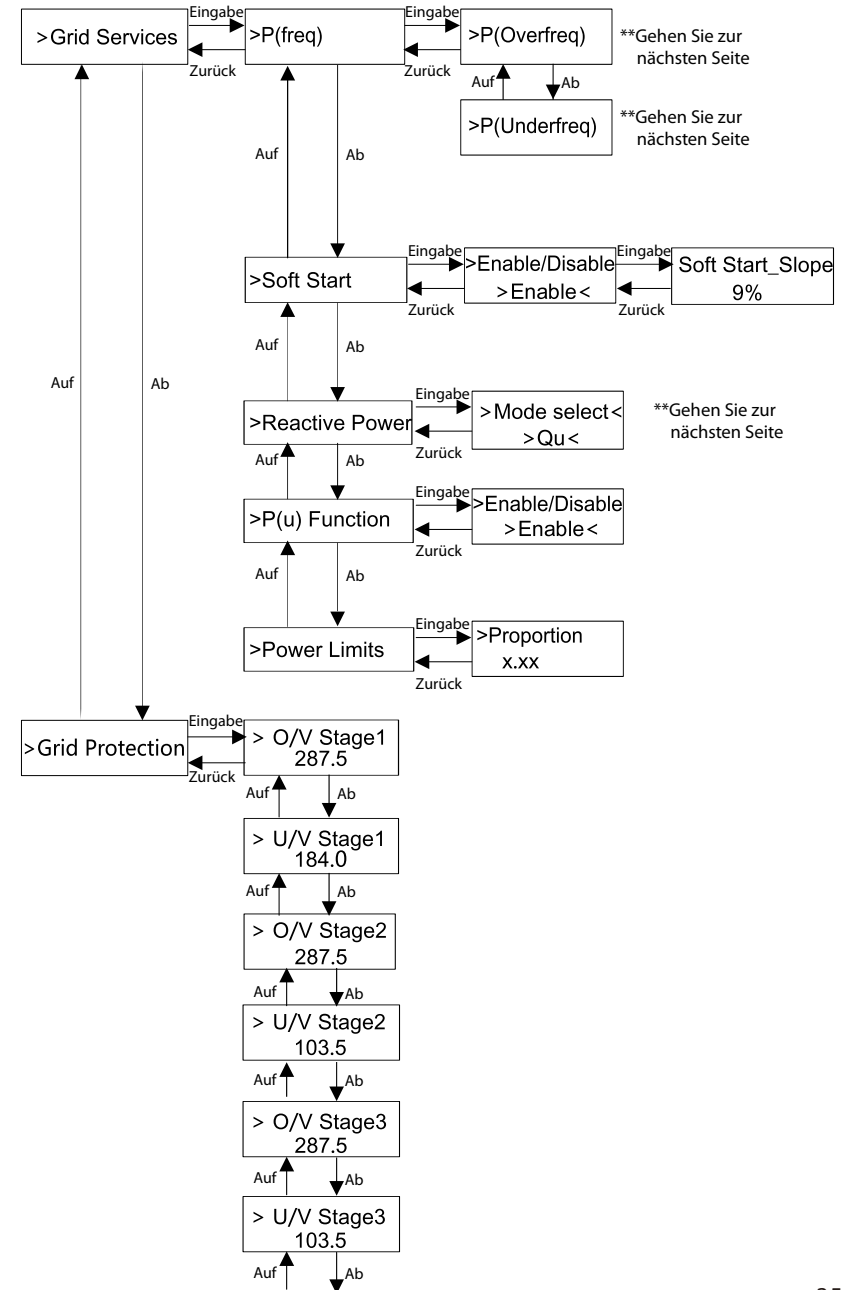 >Grid Services
Eingabe
Zurück
>P(freq)
Eingabe
Zurück
>P(Overfreq)
**Gehen Sie zur
nächsten Seite
Auf
Ab
>P(Underfreq)
**Gehen Sie zur
nächsten Seite
Auf
Ab
>Soft Start
Eingabe
Zurück
>Enable/Disable
>Enable<
Eingabe
Zurück
Soft Start_Slope
9%
Auf
Ab
Auf
Ab
>Reactive Power
Eingabe
Zurück
>Mode select<
>Qu<
**Gehen Sie zur
nächsten Seite
Auf
Ab
>P(u) Function
Eingabe
Zurück
>Enable/Disable
>Enable<
Auf
Ab
>Power Limits
Eingabe
Zurück
>Proportion
x.xx
>Grid Protection
Eingabe
Zurück
> O/V Stage1
287.5
Auf
Ab
> U/V Stage1
184.0
Auf
Ab
> O/V Stage2
287.5
Auf
Ab
> U/V Stage2
103.5
Auf
Ab
> O/V Stage3
287.5
Auf
Ab
> U/V Stage3
103.5
Auf
Ab